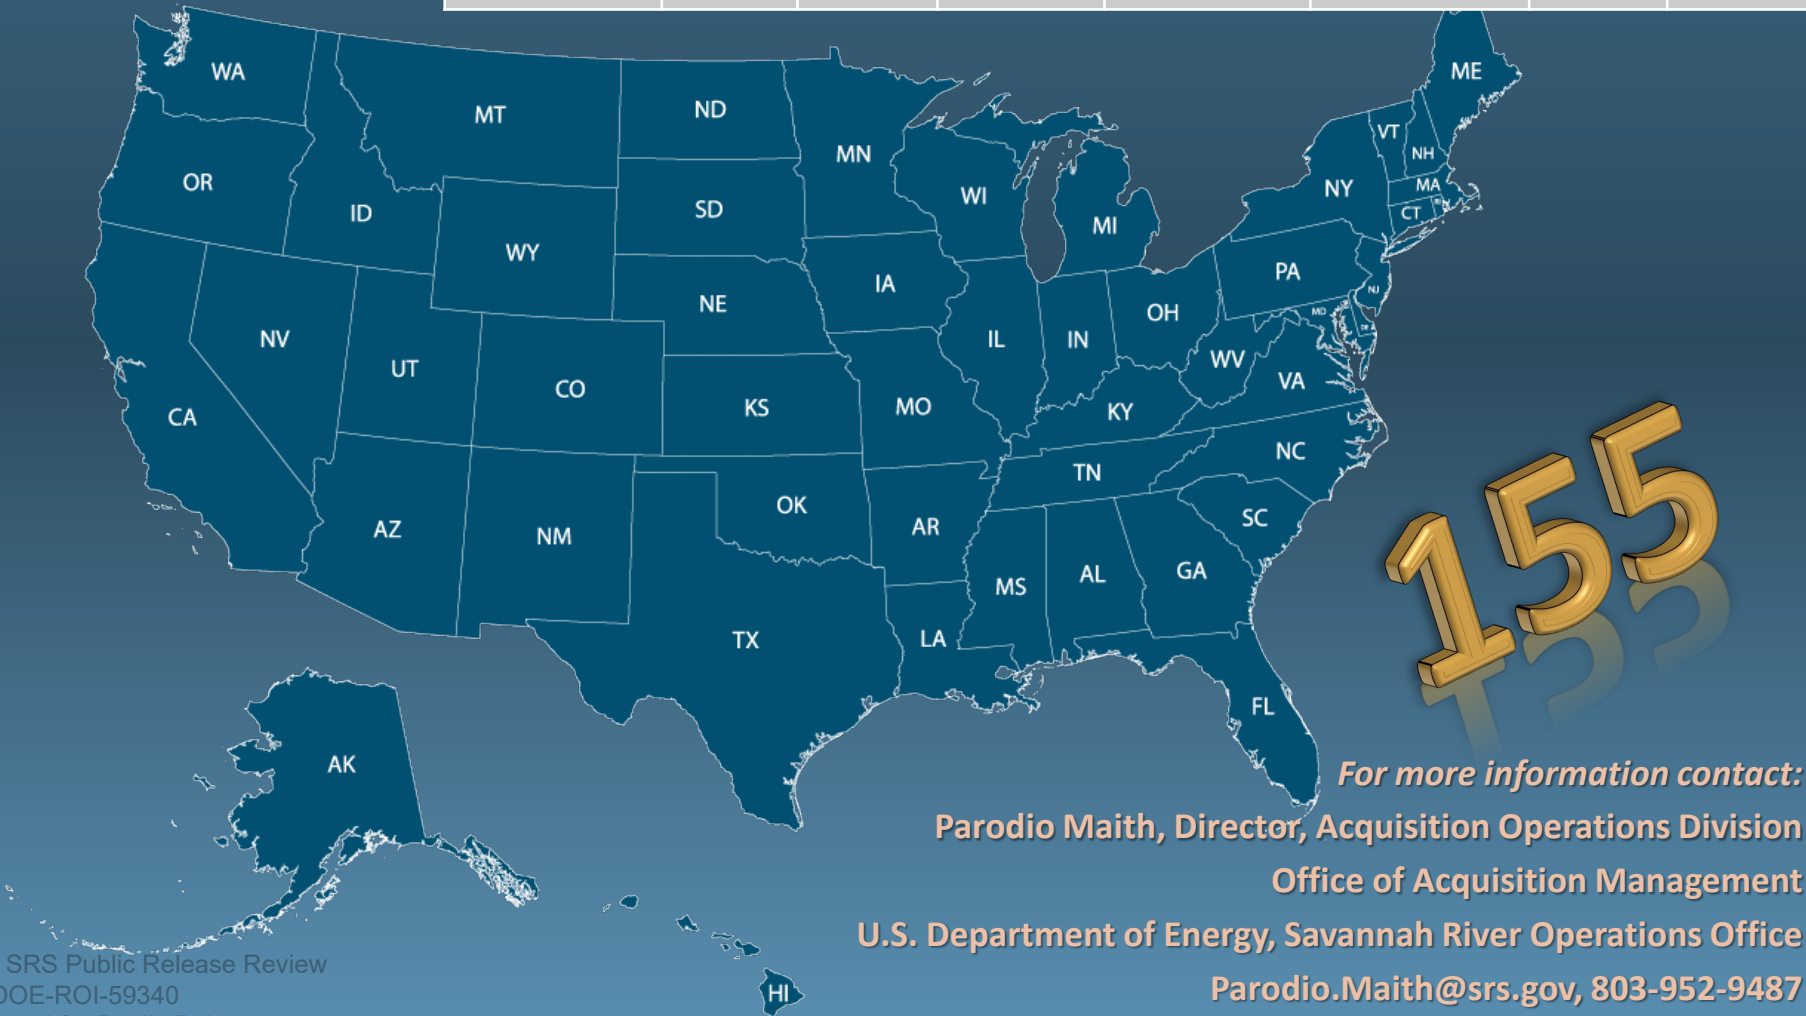 WA
MT
ND
MN
ME
VT
NH
OR
ID
WY
SD
WI
MI
NY
MA
RI
CT
IA
NE
PA
NJ
OH
MD
DE
NV
UT
CO
KS
MO
IL
IN
WV
VA
KY
CA
NC
TN
AZ
NM
OK
AR
SC
MS
AL
GA
TX
LA
FL
AK
HI
155
For more information contact:
Parodio Maith, Director, Acquisition Operations Division
Office of Acquisition Management
U.S. Department of Energy, Savannah River Operations Office
Parodio.Maith@srs.gov, 803-952-9487
SRS Public Release Review
DOE-ROI-59340